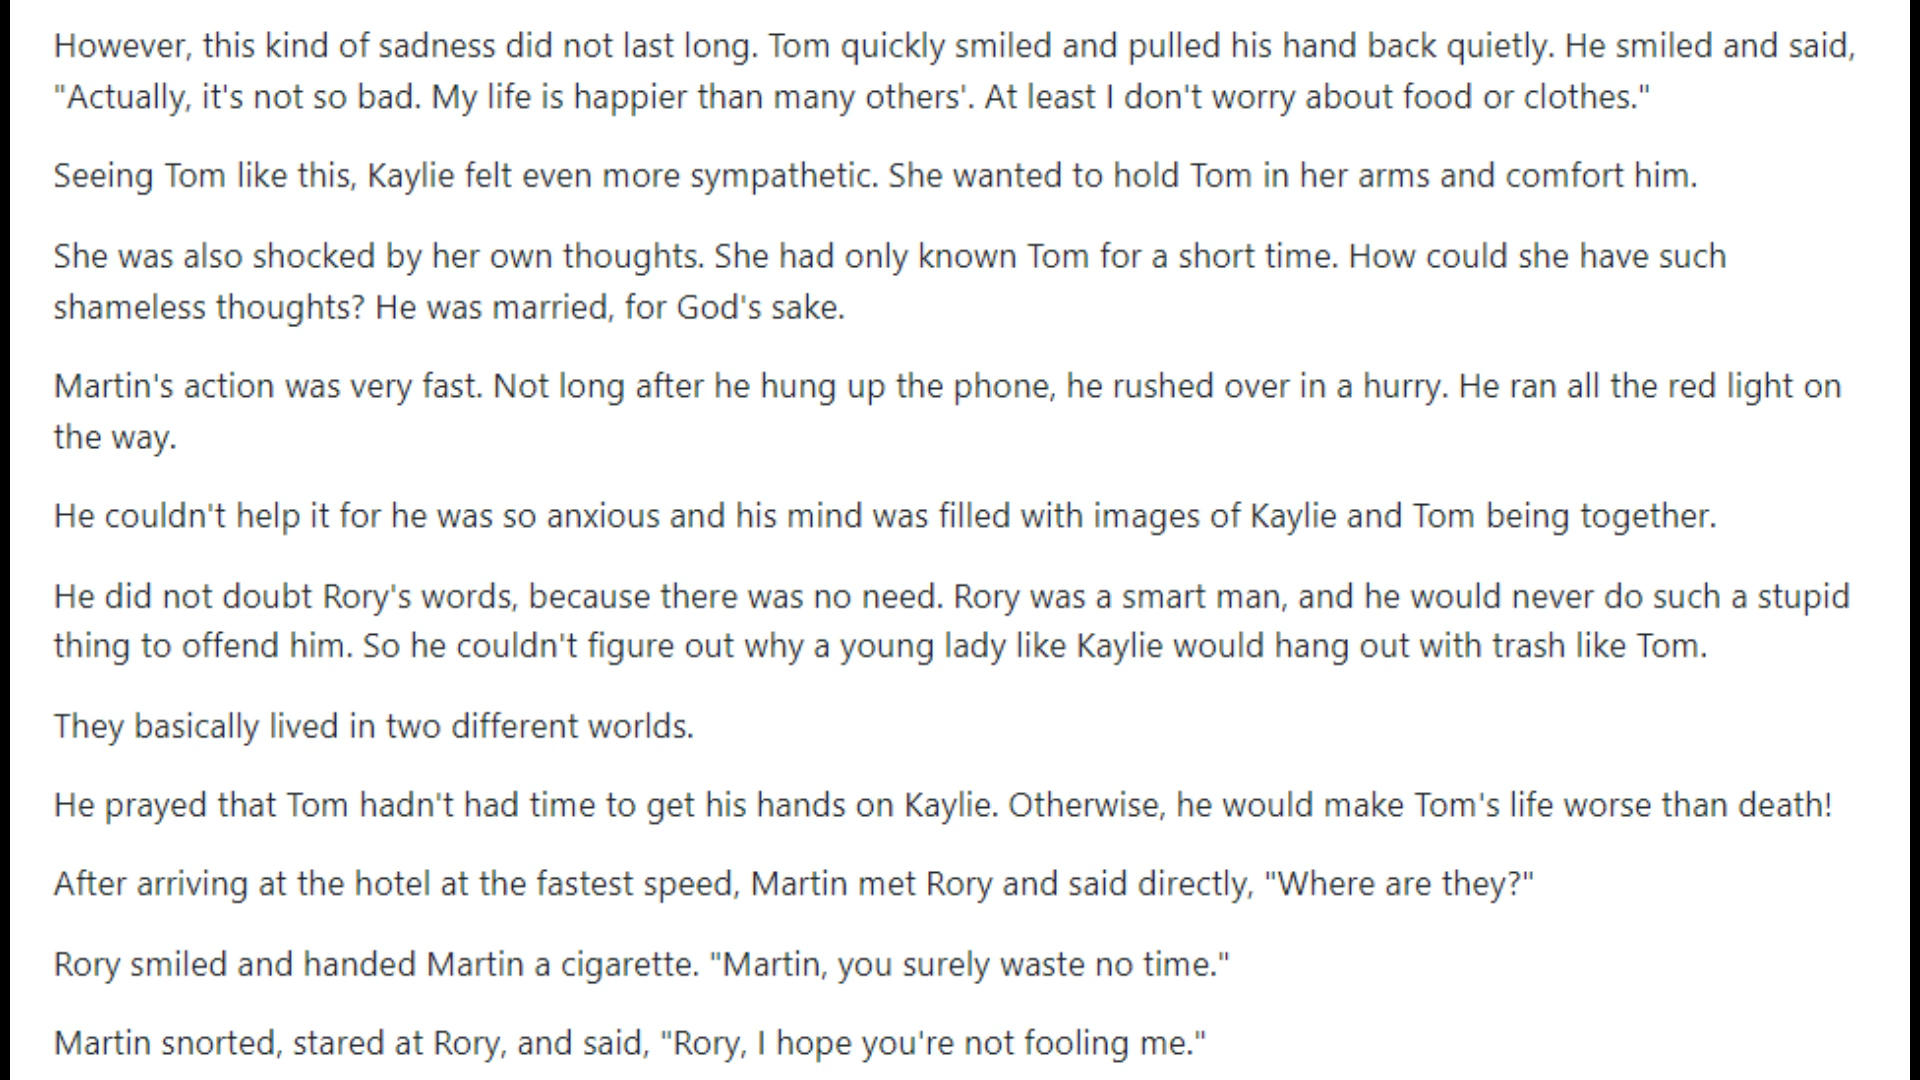 However, this kind of sadness did not last long. Tom quickly smiled and pulled his hand back quietly. He smiled and said,
"Actually, it's not so bad. My life is happier than many others'. At least I don't worry about food or clothes."
Seeing Tom like this, Kaylie felt even more sympathetic. She wanted to hold Tom in her arms and comfort him.
She was also shocked by her own thoughts. She had only known Tom for a short time. How could she have such
shameless thoughts? He was married, for God's sake.
Martin's action was very fast. Not long after he hung up the phone, he rushed over in a hurry. He ran all the red light on
the way.
He couldn't help it for he was so anxious and his mind was filled with images of Kaylie and Tom being together.
He did not doubt Rory's words, because there was no need. Rory was a smart man, and he would never do such a stupid
thing to offend him. So he couldn't figure out why a young lady like Kaylie would hang out with trash like Tom.
They basically lived in two different worlds.
He prayed that Tom hadn't had time to get his hands on Kaylie. Otherwise, he would make Tom's life worse than death!
After arriving at the hotel at the fastest speed, Martin met Rory and said directly, "Where are they?"
Rory smiled and handed Martin a cigarette. "Martin, you surely waste no time."
Martin snorted, stared at Rory, and said, "Rory, I hope you're not fooling me."